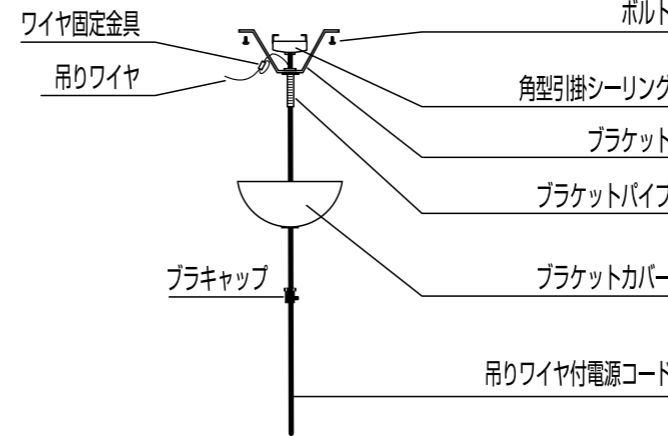 ワイヤ固定金具
吊りワイヤ
ボルト
角型引掛シーリング
ブラケット
ブラケットパイプ
ブラケットカバー
ブラキャップ
吊りワイヤ付電源コード